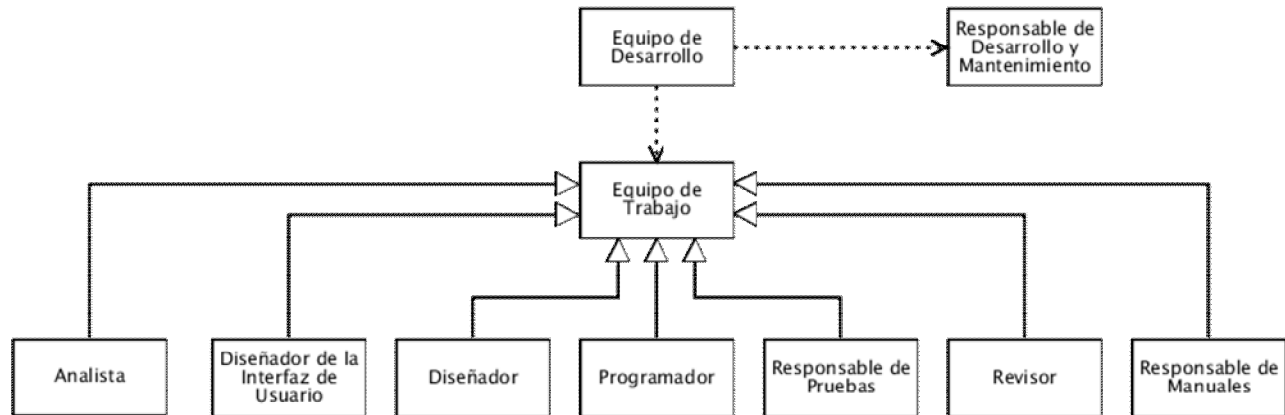 Equipo de
Desarrollo
Responsable de
Desarrollo y
Mantenimiento
Equipo de
Trabajo
Analista
Diseñador de la
Interfaz de
Usuario
Diseñador
Programador
Responsable de
Pruebas
Revisor
Responsable de
Manuales